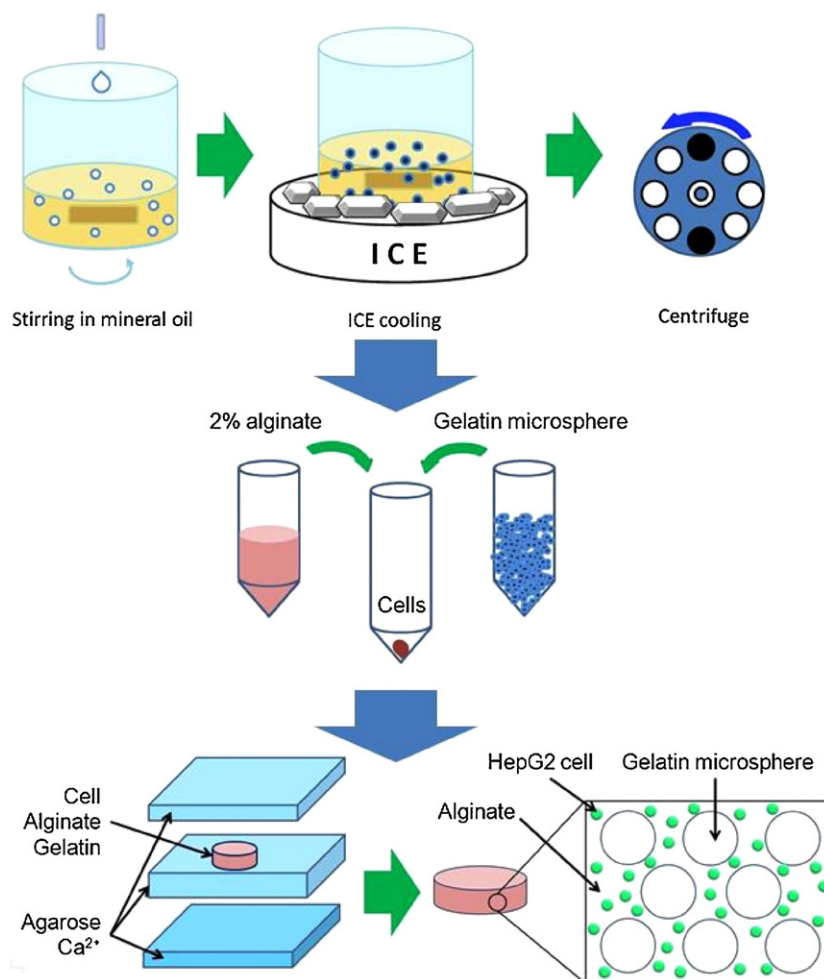 ICE
Stirring in mineral oil
ICE cooling
Centrifuge
2% alginate
Gelatin microsphere
Cells
HepG2 cell
Gelatin microsphere
Alginate
Cell
Alginate
Gelatin
Agarose
Ca²⁺